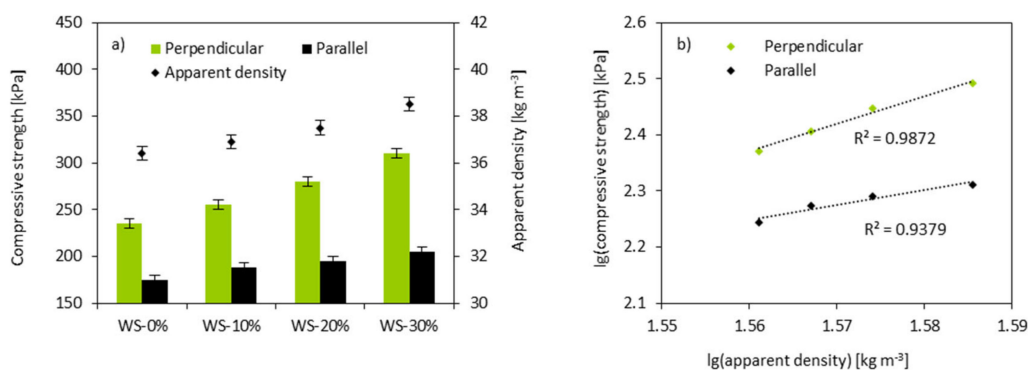 a)
Perpendicular
Parallel
Apparent density
Compressive strength [kPa]
450
400
350
300
250
200
150
Apparent density [kg m⁻³]
42
40
38
36
34
32
30
WS-0% WS-10% WS-20% WS-30%
b)
Perpendicular
Parallel
lg(compressive strength) [kPa]
2.6
2.5
2.4
2.3
2.2
2.1
R² = 0.9872
R² = 0.9379
1.55 1.56 1.57 1.58 1.59
lg(apparent density) [kg m⁻³]